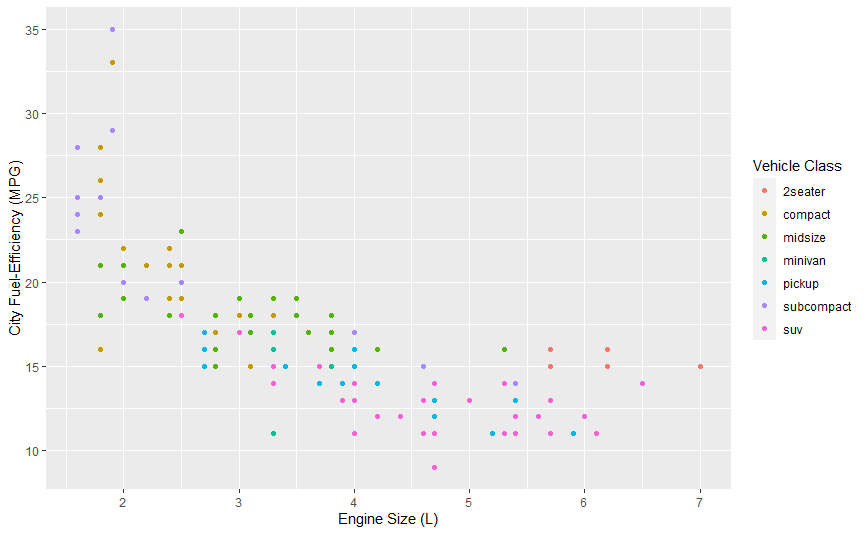 35
30
25
20
15
10
City Fuel-Efficiency (MPG)
2 3 4 5 6 7
Engine Size (L)
Vehicle Class
2seater
compact
midsize
minivan
pickup
subcompact
suv